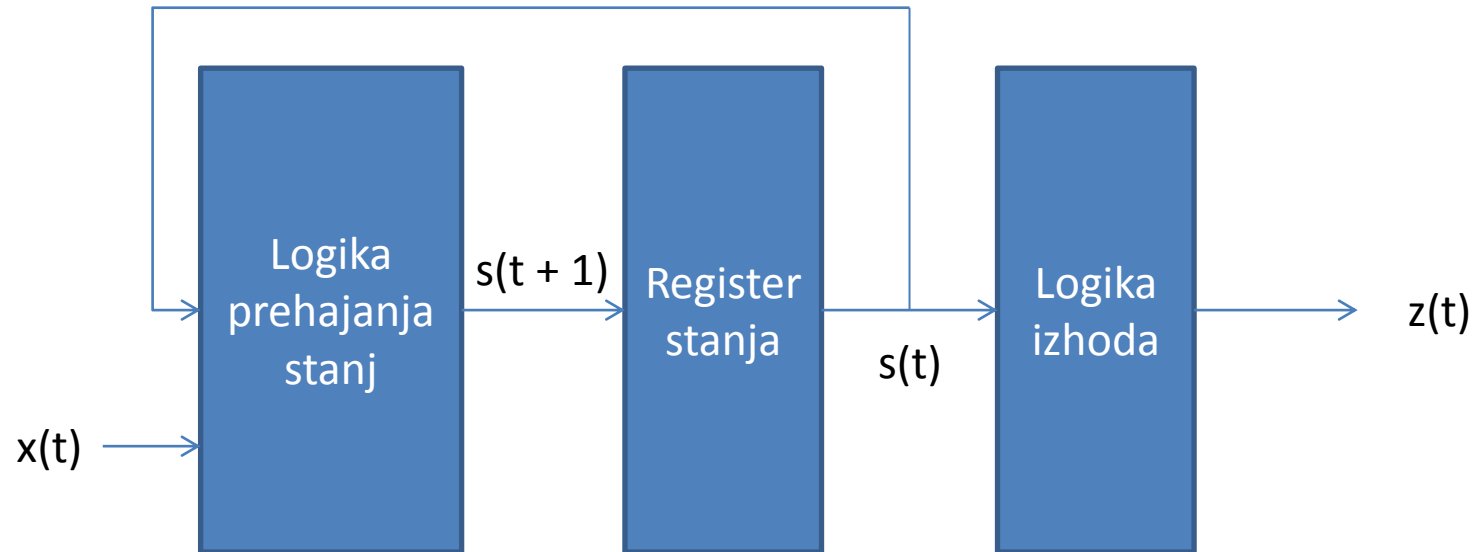 Logika
prehajanja
stanj
s(t + 1)
Register
stanja
s(t)
Logika
izhoda
z(t)
x(t)